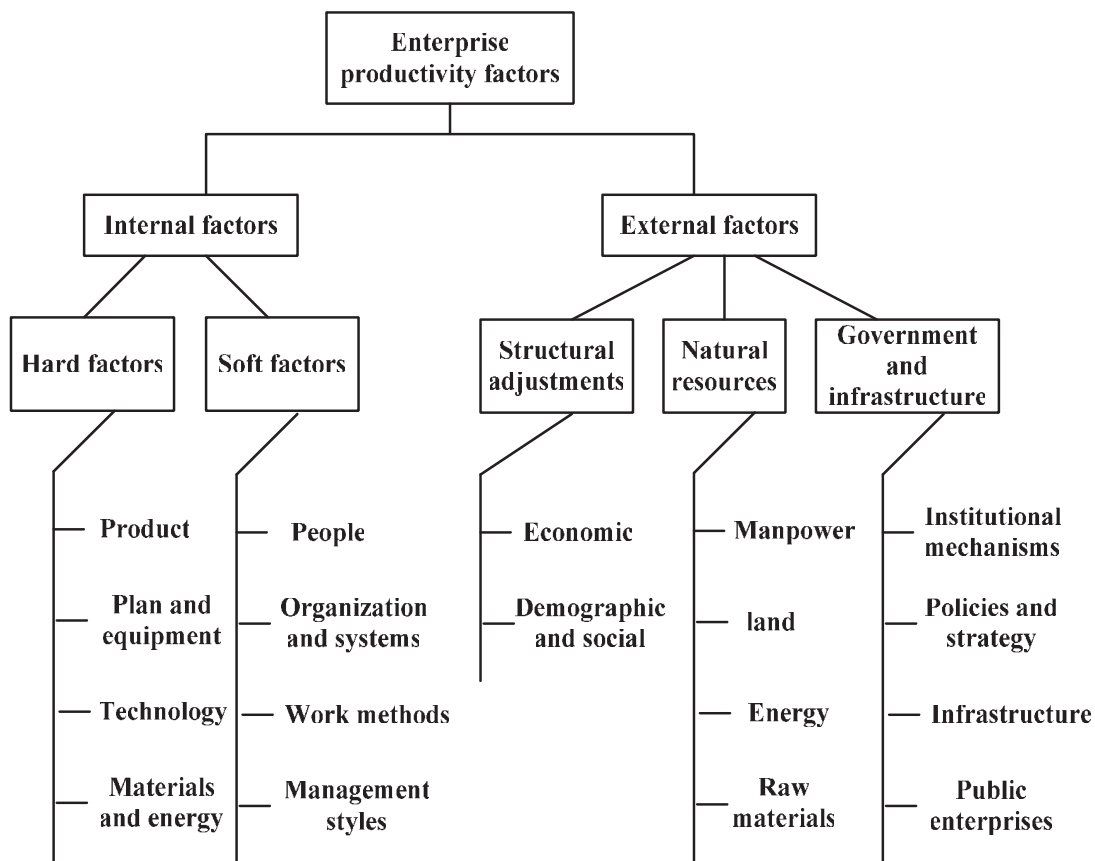 Enterprise
productivity factors
Internal factors
External factors
Hard factors
Soft factors
Structural
adjustments
Natural
resources
Government
and
infrastructure
Product
Plan and
equipment
Technology
Materials
and energy
People
Organization
and systems
Work methods
Management
styles
Economic
Demographic
and social
Manpower
land
Energy
Raw
materials
Institutional
mechanisms
Policies and
strategy
Infrastructure
Public
enterprises